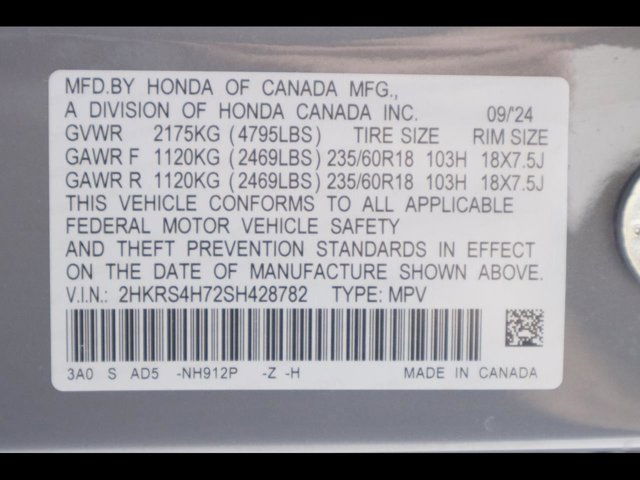 MFD.BY HONDA OF CANADA MFG.,
A DIVISION OF HONDA CANADA INC. 09/'24
GVWR 2175KG (4795LBS) TIRE SIZE RIM SIZE
GAWR F 1120KG (2469LBS) 235/60R18 103H 18X7.5J
GAWR R 1120KG (2469LBS) 235/60R18 103H 18X7.5J
THIS VEHICLE CONFORMS TO ALL APPLICABLE
FEDERAL MOTOR VEHICLE SAFETY
AND THEFT PREVENTION STANDARDS IN EFFECT
ON THE DATE OF MANUFACTURE SHOWN ABOVE.
V.I.N.: 2HKRS4H72SH428782 TYPE: MPV
3A0 S AD5 -NH912P -Z -H MADE IN CANADA